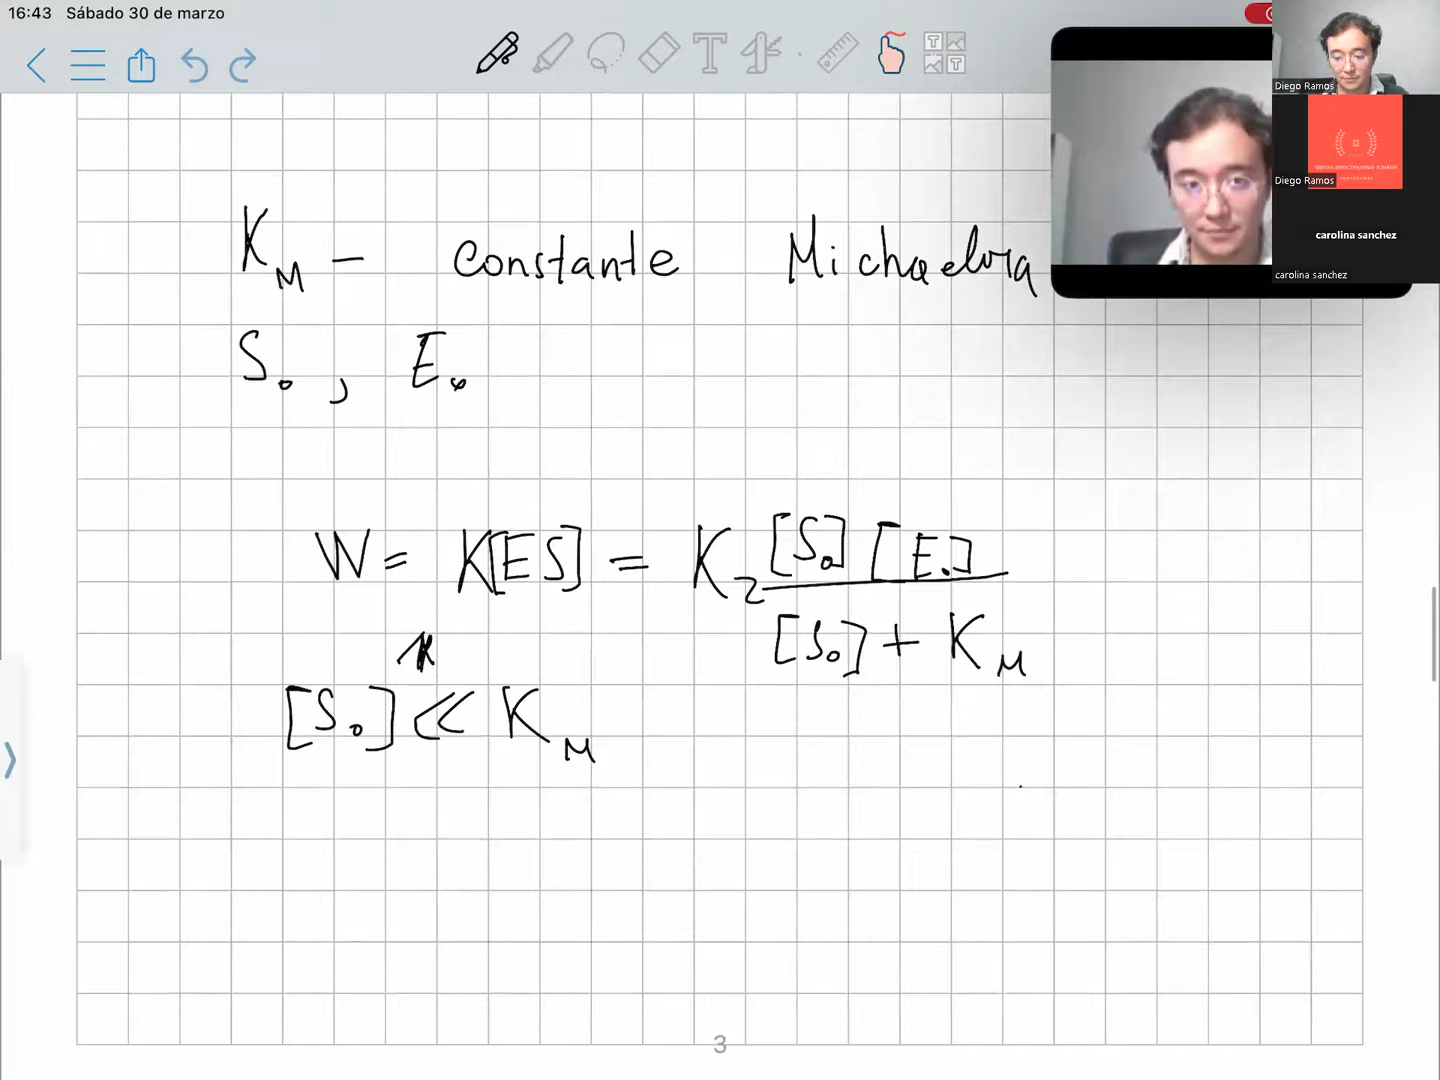 16:43 Sábado 30 de marzo
Diego Ramos
Diego Ramos
carolina sanchez
carolina sanchez
K_M – constante
S₀, E₀
W = K[ES] = K₂ [S₀][E₀] / [S₀] + K_M
[S₀] ≪ K_M
3